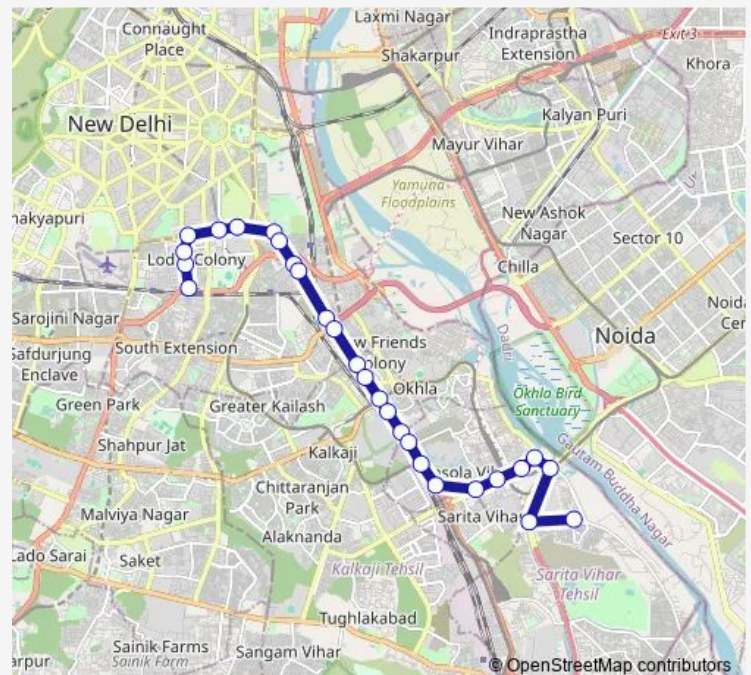 Laxmi Nagar
Connaught
Place
Indraprastha
Extension
Exit 3
Shakarpur
Khora
Kalyan Puri
New Delhi
Mayur Vihar
Yamuna
Floodplains
nakyapuri
New Ashok
Nagar
Sector 10
Colony
Chilla
Sarojini Nagar
Noida
Dadri
Noida
w Friends
olony
South Extension
Safdurjung
Enclave
Okhla
Okhla Bird
Sanctuary
Green Park
Greater Kailash
Shahpur Jat
Kalkaji
Gautam Buddha Nagar
Chittaranjan
Park
Malviya Nagar
Sarita Vihar
Alaknanda
Lado Sarai
Saket
Kalkaji Tehsil
Sarita Vihar
Tehsil
Tughlakabad
Sainik Farms
Sainik Farm
Sangam Vihar
arpur
© OpenStreetMap contributors